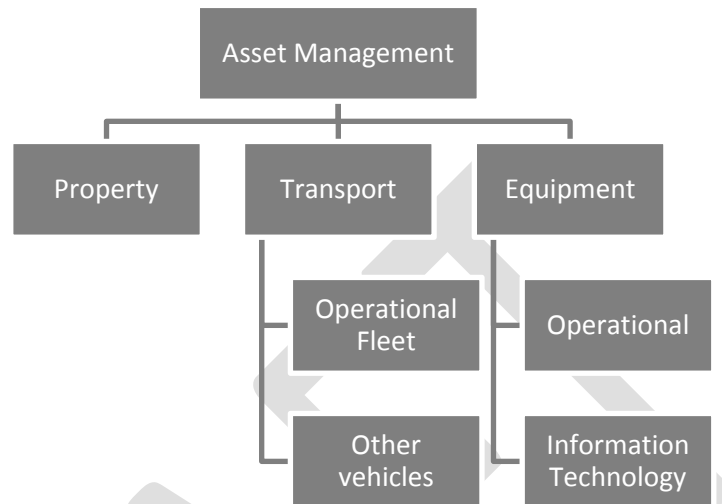 Asset Management
Property
Transport
Equipment
Operational
Fleet
Operational
Other
vehicles
Information
Technology